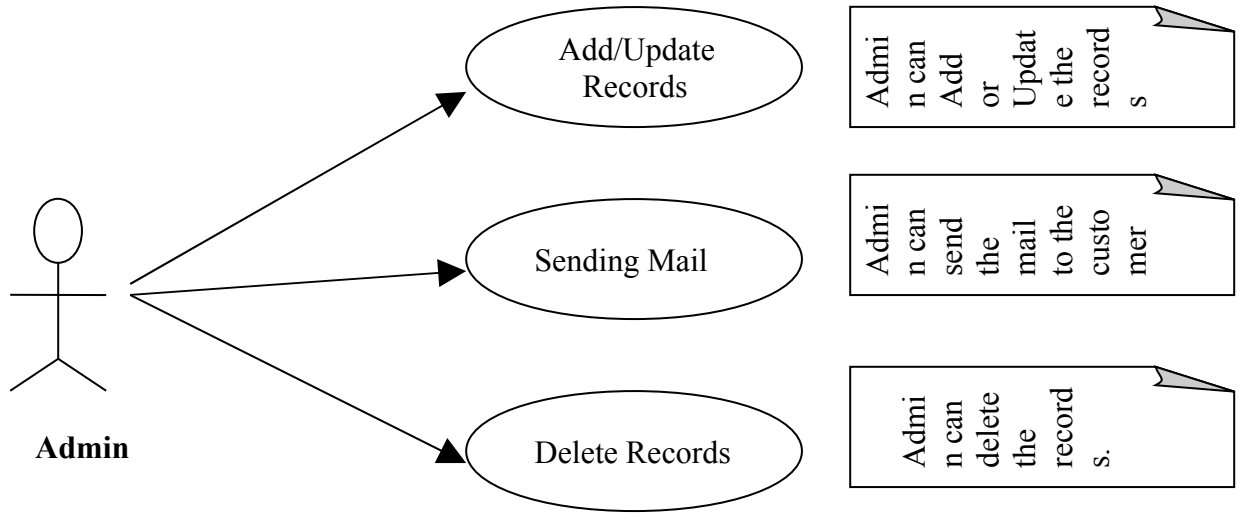 Add/Update
Records
Admi
n can
Add
or
Updat
e the
record
s
Sending Mail
Admi
n can
send
the
mail
to the
custo
mer
Admin
Delete Records
Admi
n can
delete
the
record
s.